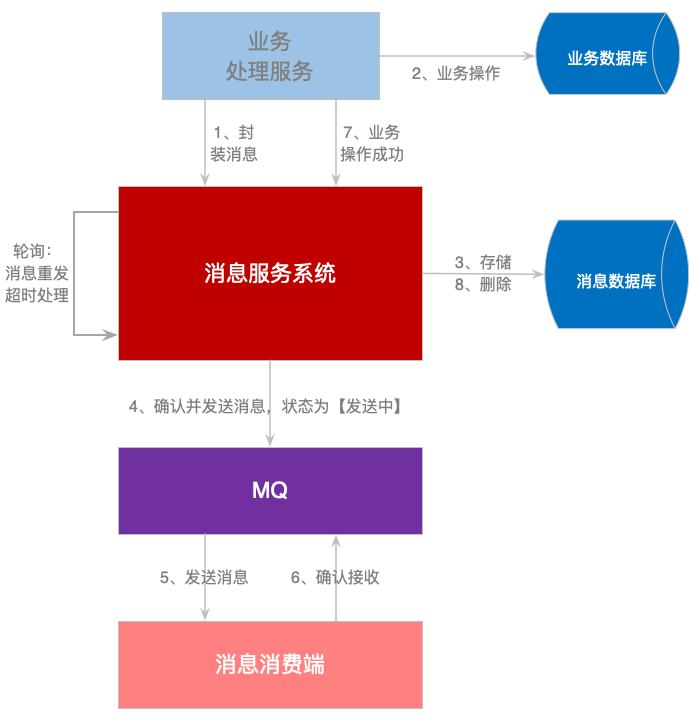 业务
处理服务
业务数据库
2、业务操作
1、封
装消息
7、业务
操作成功
轮询：
消息重发
超时处理
消息服务系统
3、存储
8、删除
消息数据库
4、确认并发送消息，状态为【发送中】
MQ
5、发送消息
6、确认接收
消息消费端